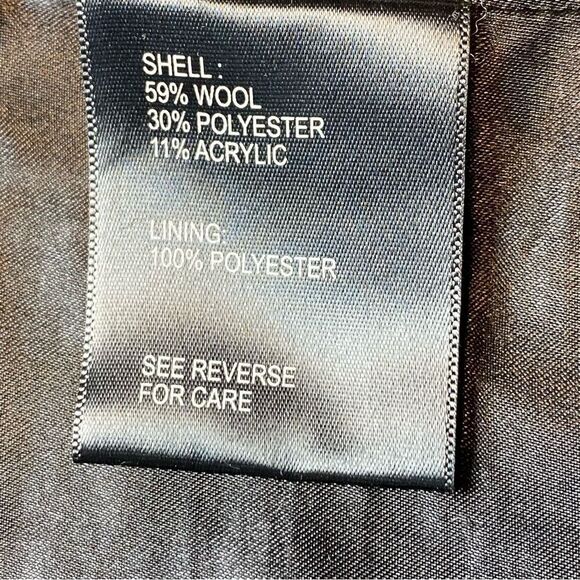 SHELL :
59% WOOL
30% POLYESTER
11% ACRYLIC
LINING:
100% POLYESTER
SEE REVERSE
FOR CARE